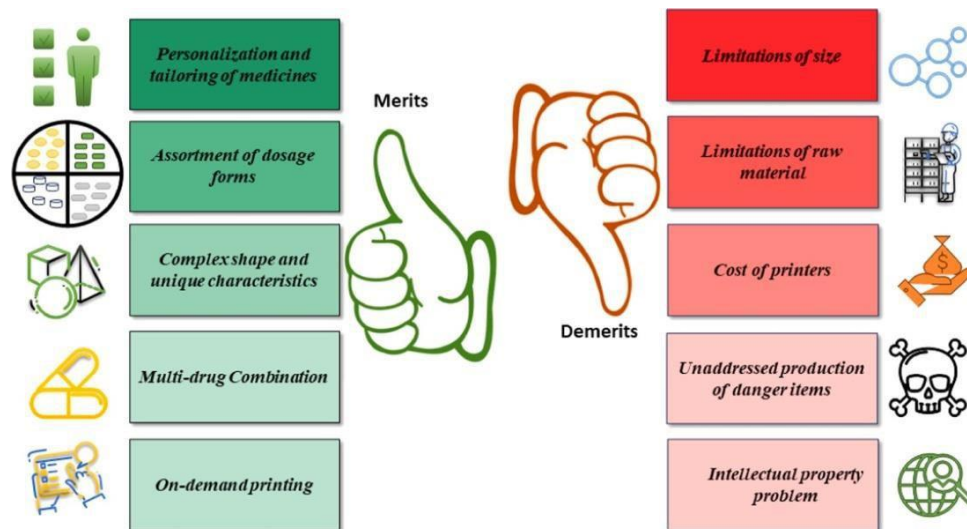 Personalization and
tailoring of medicines
Assortment of dosage
forms
Complex shape and
unique characteristics
Multi-drug Combination
On-demand printing
Merits
Demerits
Limitations of size
Limitations of raw
material
Cost of printers
Unaddressed production
of danger items
Intellectual property
problem
$